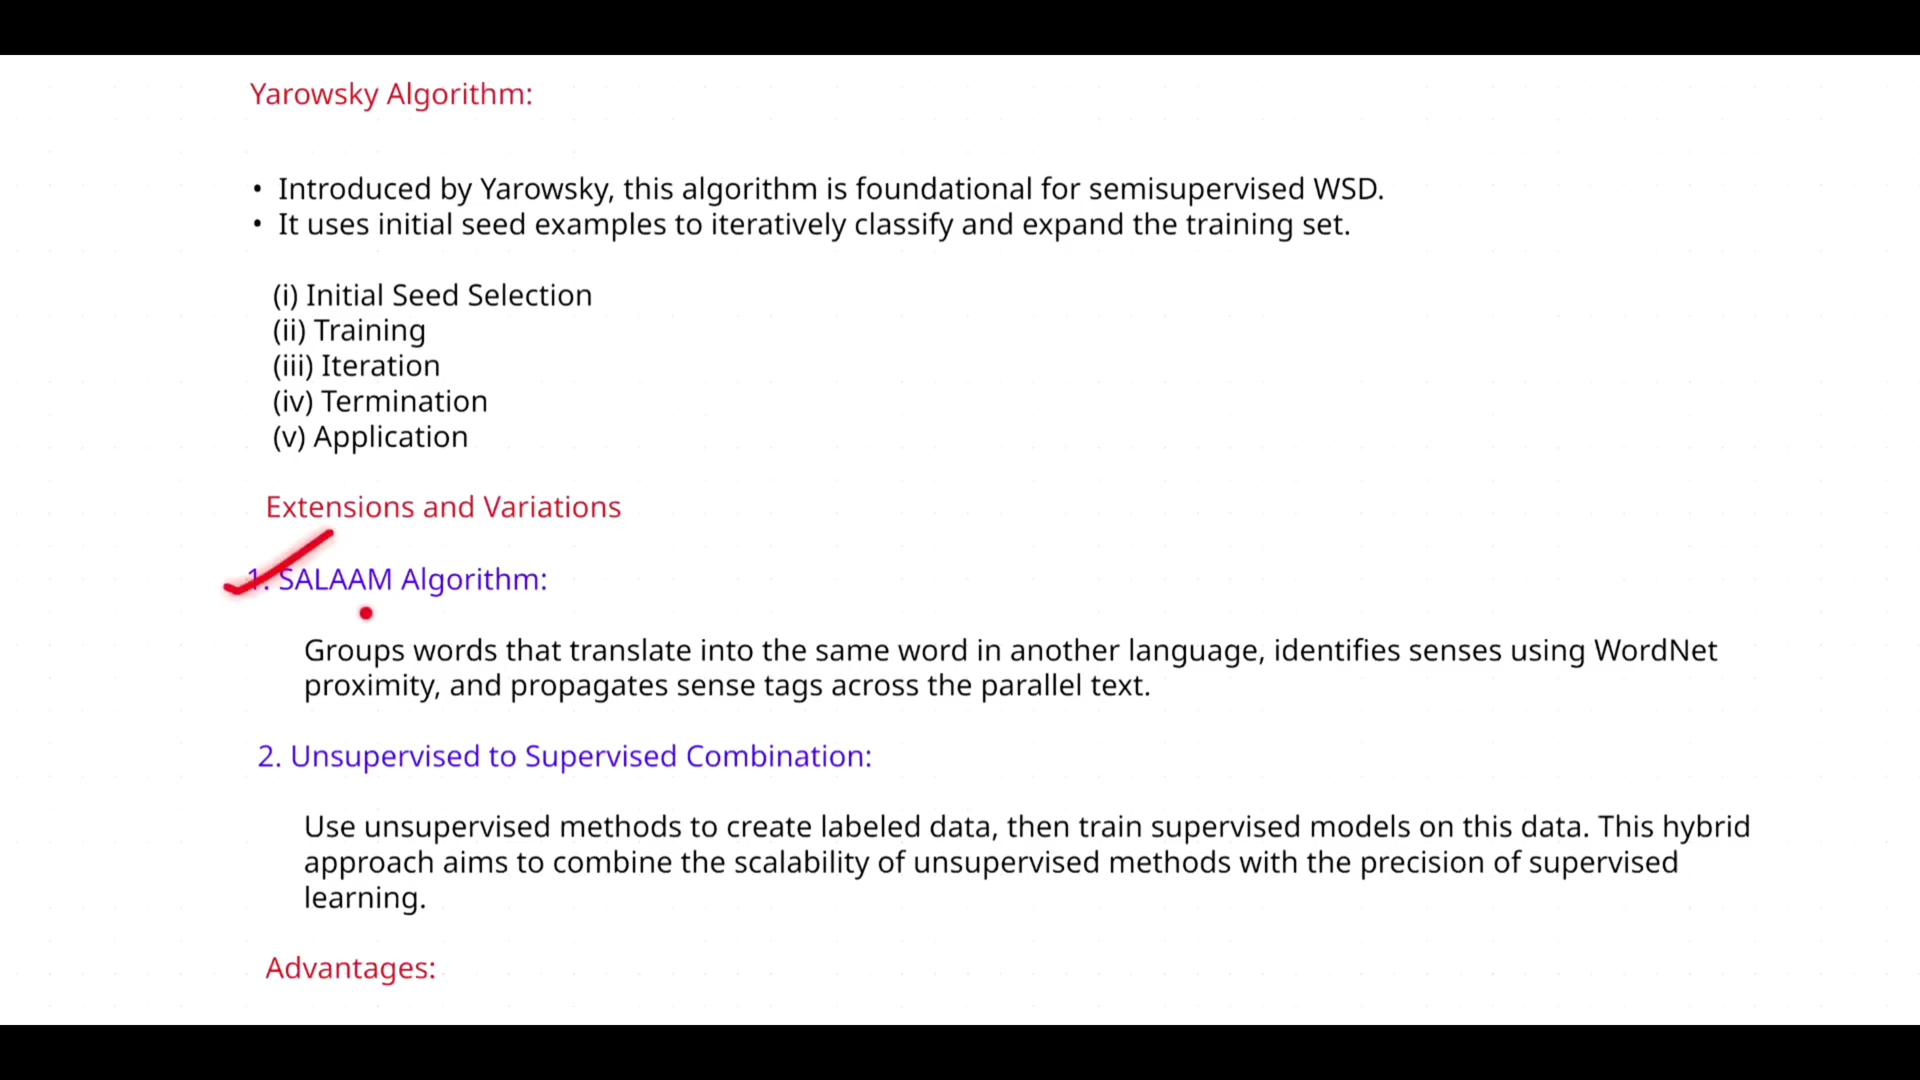 Yarowsky Algorithm:
• Introduced by Yarowsky, this algorithm is foundational for semisupervised WSD.
• It uses initial seed examples to iteratively classify and expand the training set.
(i) Initial Seed Selection
(ii) Training
(iii) Iteration
(iv) Termination
(v) Application
Extensions and Variations
1. SALAAM Algorithm:
Groups words that translate into the same word in another language, identifies senses using WordNet
proximity, and propagates sense tags across the parallel text.
2. Unsupervised to Supervised Combination:
Use unsupervised methods to create labeled data, then train supervised models on this data. This hybrid
approach aims to combine the scalability of unsupervised methods with the precision of supervised
learning.
Advantages: